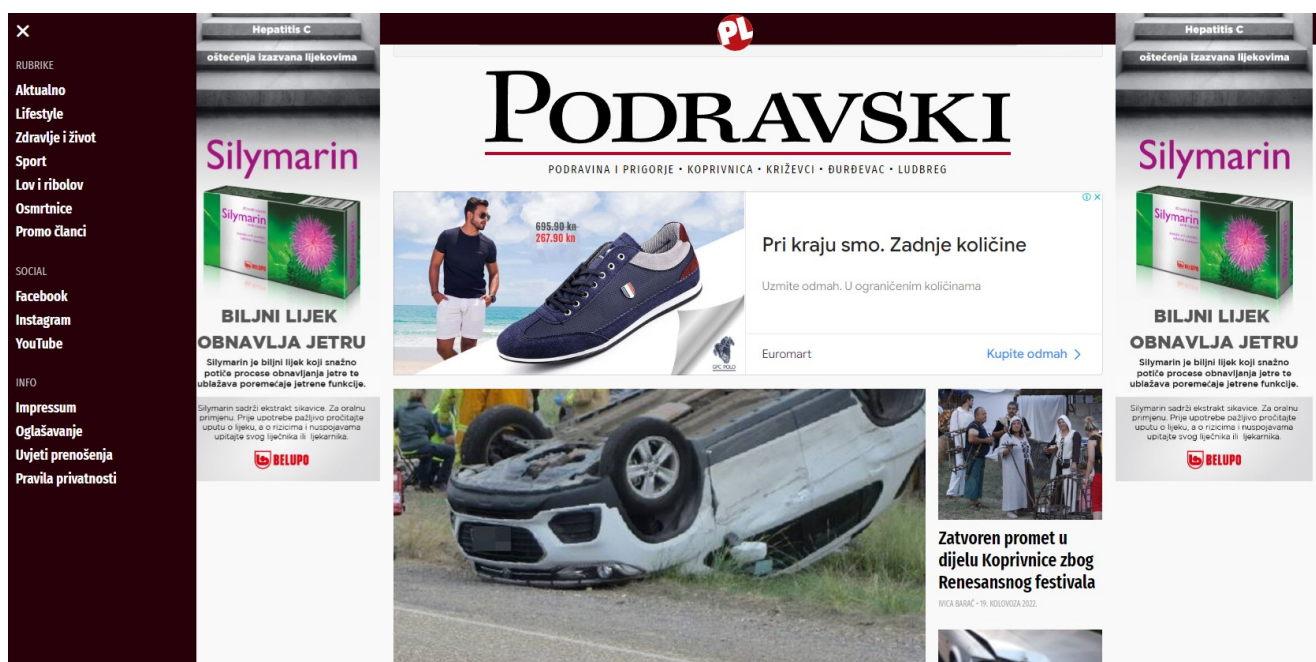 RUBRIKE
Aktualno
Lifestyle
Zdravlje i život
Sport
Lov i ribolov
Osmrtnice
Promo članci
SOCIAL
Facebook
Instagram
YouTube
INFO
Impressum
Oglašavanje
Uvjeti prenošenja
Pravila privatnosti
Hepatitis C
oštećenja izazvana lijekovima
Silymarin
Silymarin
BELUPO
BILJNI LIJEK
OBNAVLJA JETRU
Silymarin je biljni lijek koji snažno
potiče procese obnavljanja jetre te
ublažava poremećaje jetrene funkcije.
Silymarin sadrži ekstrakt sikavice. Za oralnu
primjenu. Prije upotrebe pažljivo pročitajte
uputu o lijeku, a o rizicima i nuspojavama
upitajte svog liječnika ili ljekarnika.
BELUPO
PL
PODRAVSKI
PODRAVINA I PRIGORJE • KOPRIVNICA • KRIŽEVCI • ĐURĐEVAC • LUDBREG
695.90 kn
267.90 kn
GPC POLO
Pri kraju smo. Zadnje količine
Uzmite odmah. U ograničenim količinama
Euromart
Kupite odmah
Zatvoren promet u
dijelu Koprivnice zbog
Renesansnog festivala
IVICA BARAĆ • 19. KOLOVOZA 2022.
Hepatitis C
oštećenja izazvana lijekovima
Silymarin
Silymarin
BELUPO
BILJNI LIJEK
OBNAVLJA JETRU
Silymarin je biljni lijek koji snažno
potiče procese obnavljanja jetre te
ublažava poremećaje jetrene funkcije.
Silymarin sadrži ekstrakt sikavice. Za oralnu
primjenu. Prije upotrebe pažljivo pročitajte
uputu o lijeku, a o rizicima i nuspojavama
upitajte svog liječnika ili ljekarnika.
BELUPO